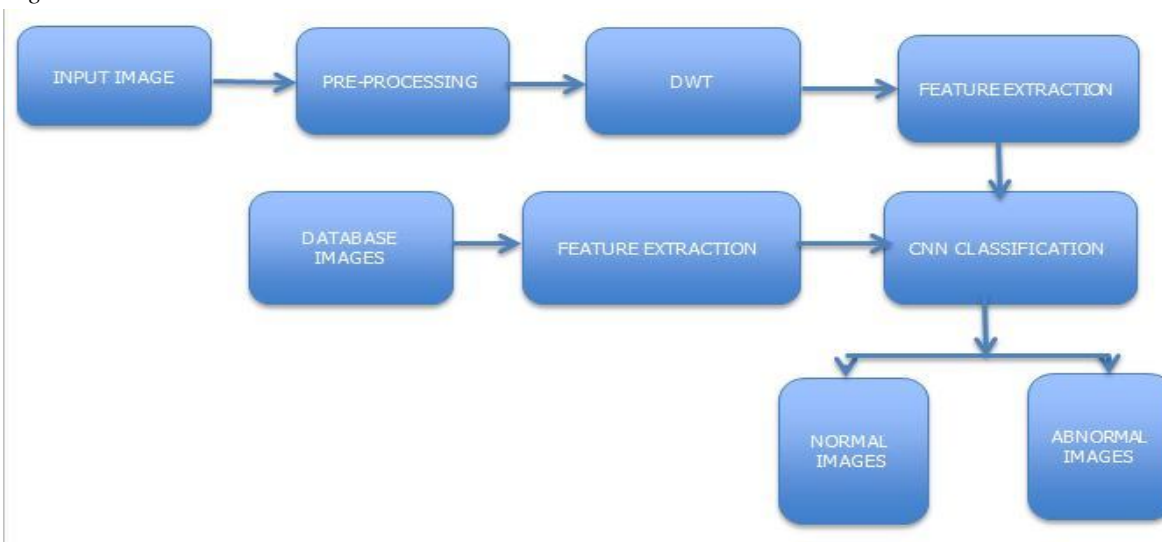 INPUT IMAGE
PRE-PROCESSING
DWT
FEATURE EXTRACTION
DATABASE
IMAGES
FEATURE EXTRACTION
CNN CLASSIFICATION
NORMAL
IMAGES
ABNORMAL
IMAGES